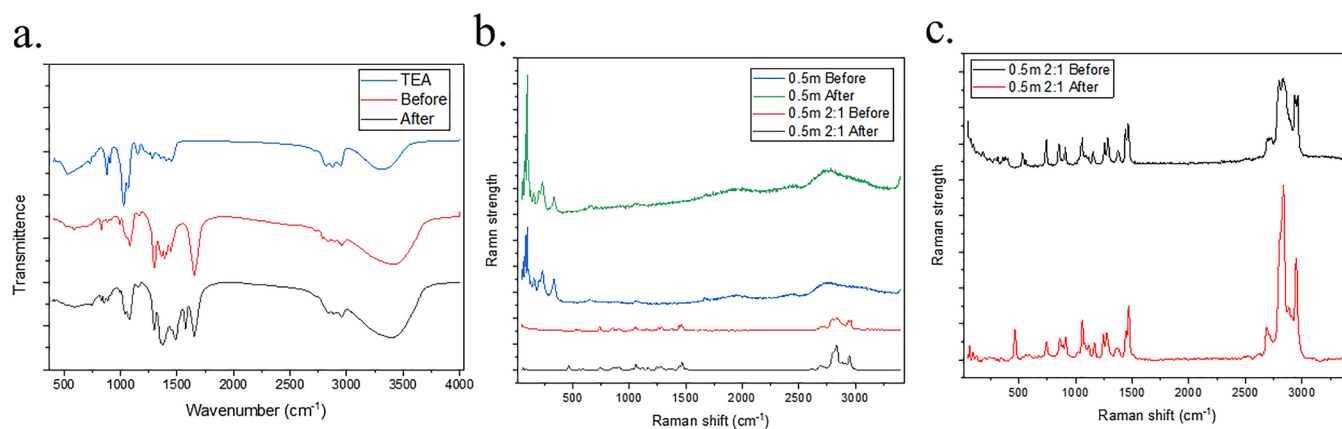 a.
TEA
Before
After
Transmittence
500 1000 1500 2000 2500 3000 3500 4000
Wavenumber (cm⁻¹)
b.
0.5m Before
0.5m After
0.5m 2:1 Before
0.5m 2:1 After
Ramn strength
500 1000 1500 2000 2500 3000
Raman shift (cm⁻¹)
c.
0.5m 2:1 Before
0.5m 2:1 After
Raman strength
500 1000 1500 2000 2500 3000
Raman shift (cm⁻¹)